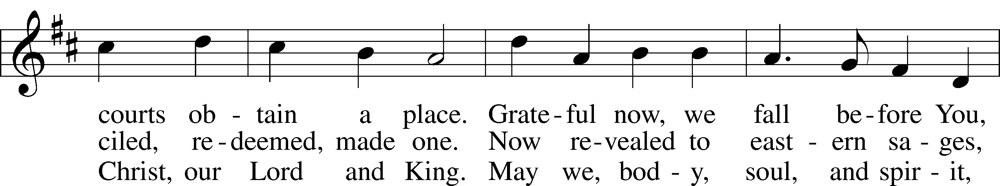 courts ob - tain a place. Grate - ful now, we fall be - fore You,
ciled, re - deemed, made one. Now re - vealed to east - ern sa - ges,
Christ, our Lord and King. May we, bod - y, soul, and spir - it,